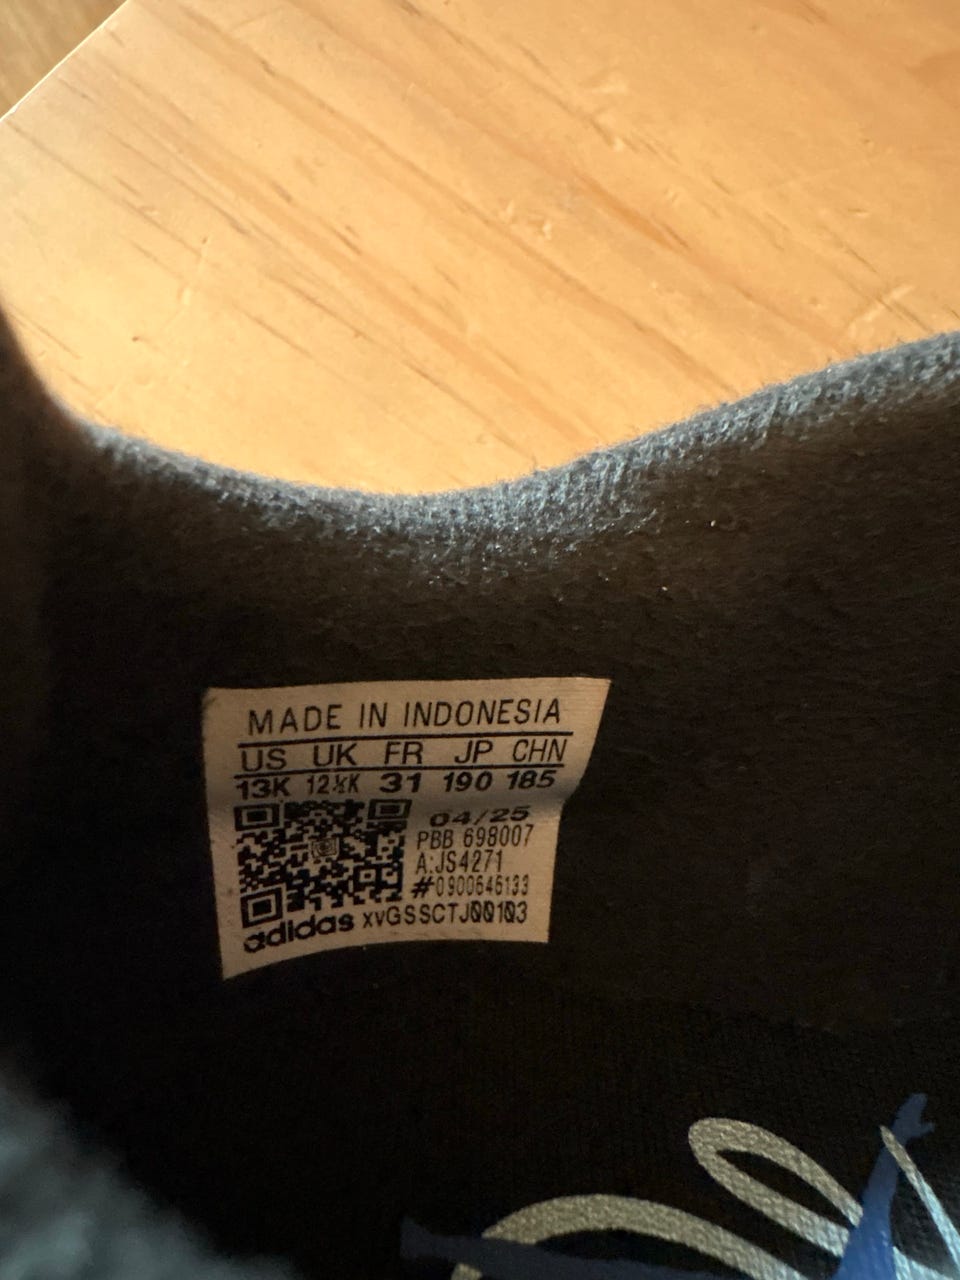 MADE IN INDONESIA
US UK FR JP CHN
13K 12½K 31 190 185
04/25
PBB 698007
A:JS4271
#0900646133
adidas xvGSSCTJ00103